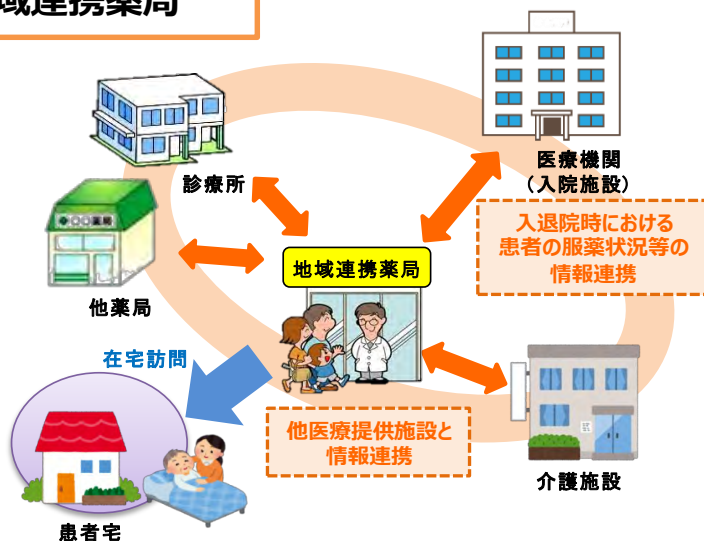 域連携薬局
診療所
医療機関
(入院施設)
入退院時における
患者の服薬状況等の
情報連携
○○薬局
他薬局
地域連携薬局
在宅訪問
他医療提供施設と
情報連携
介護施設
患者宅